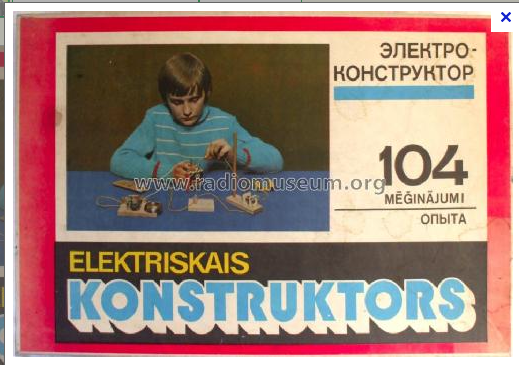 ЭЛЕКТРО-
КОНСТРУКТОР
104
MĒĢINĀJUMI
ОПЫТА
www.radiomuseum.org
ELEKTRISKAIS
KONSTRUKTORS